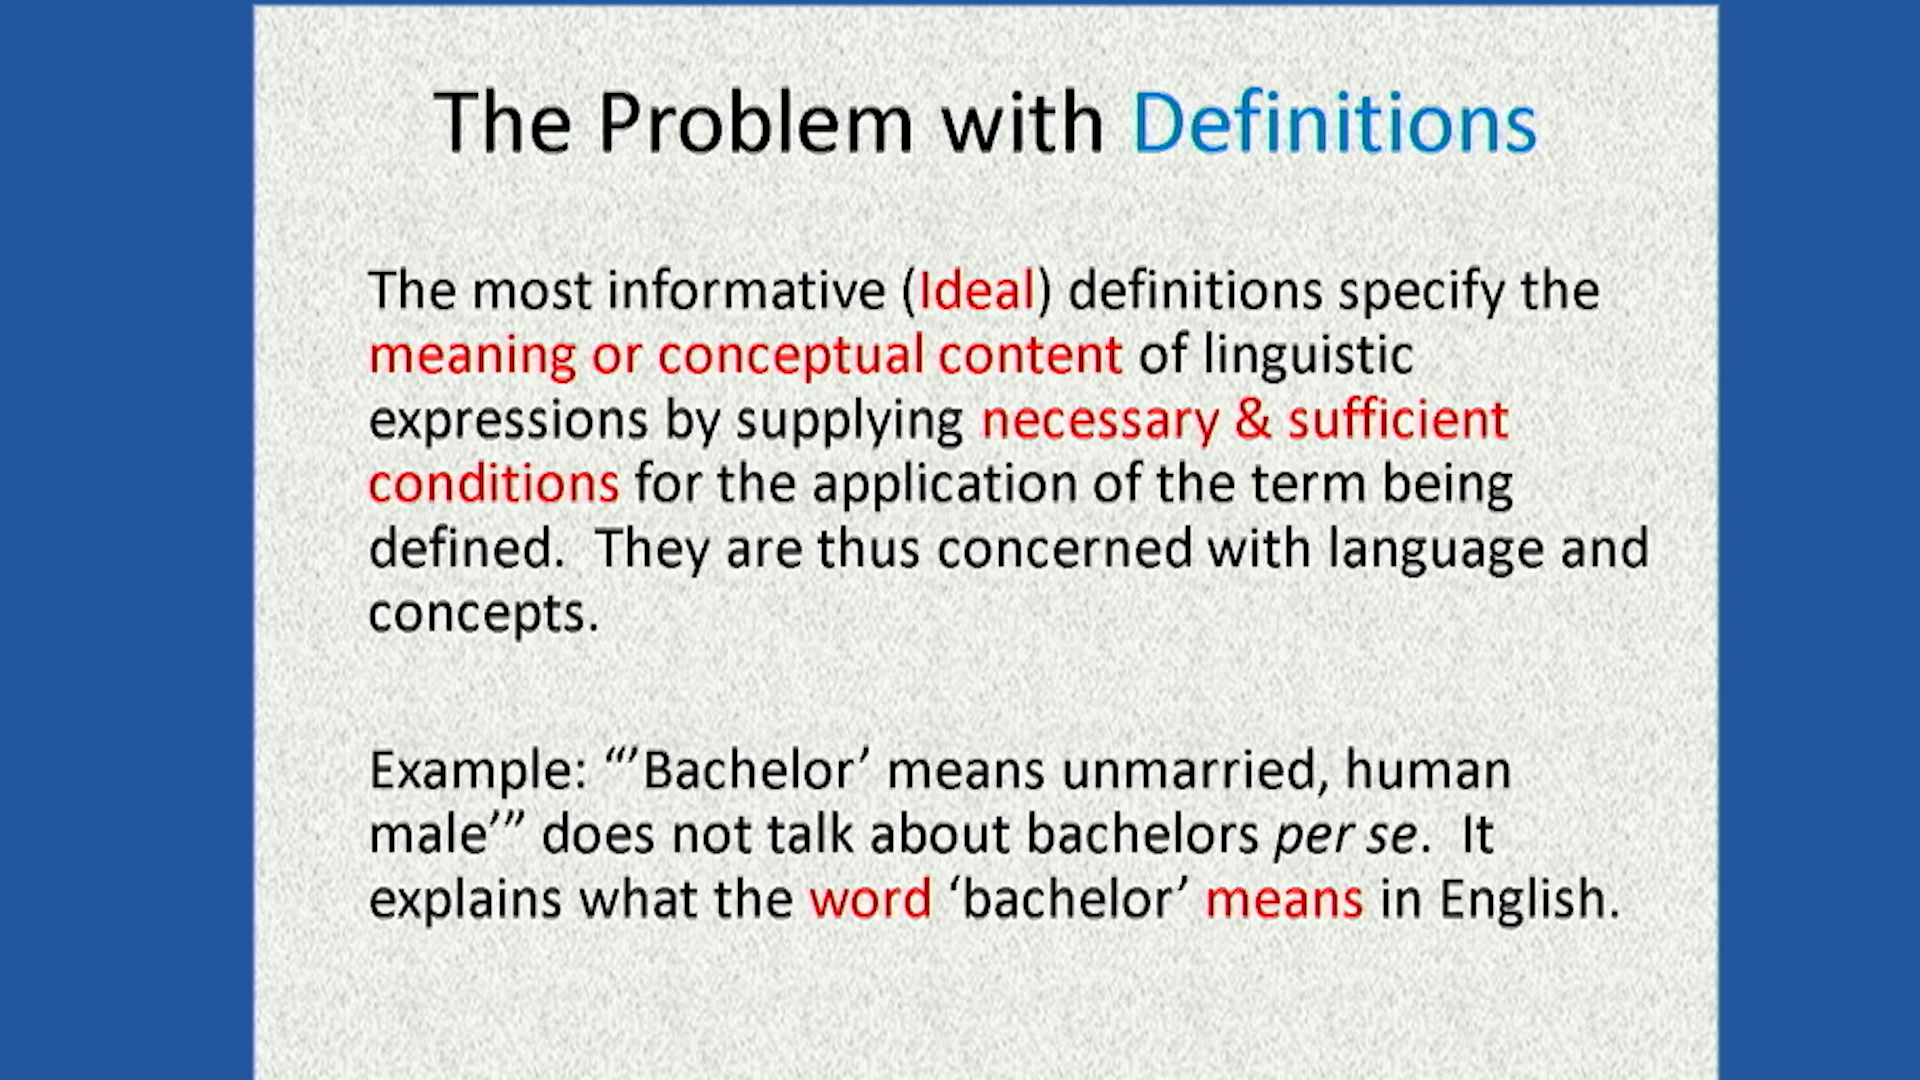 The Problem with Definitions
The most informative (Ideal) definitions specify the
meaning or conceptual content of linguistic
expressions by supplying necessary & sufficient
conditions for the application of the term being
defined.  They are thus concerned with language and
concepts.
Example: “’Bachelor’ means unmarried, human
male’” does not talk about bachelors per se.  It
explains what the word ‘bachelor’ means in English.